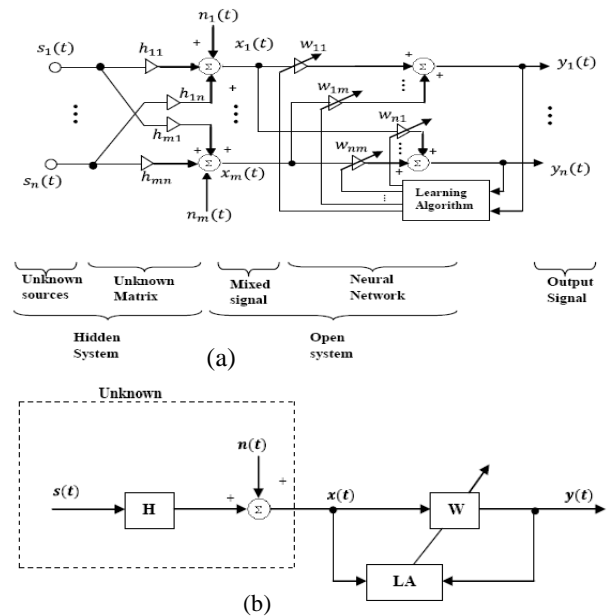 n₁(t)
s₁(t) h₁₁ + Σ x₁(t) w₁₁ Σ y₁(t)
+ + +
h₁ₙ w₁ₘ
hₘ₁ wₙ₁
sₙ(t) hₘₙ + Σ xₘ(t) wₙₘ + Σ yₙ(t)
+ +
nₘ(t) Learning
Algorithm
Unknown sources
Unknown Matrix
Mixed signal
Neural Network
Output Signal
Hidden System
Open system
(a)
Unknown
n(t)
s(t) H + Σ + x(t) W y(t)
LA
(b)